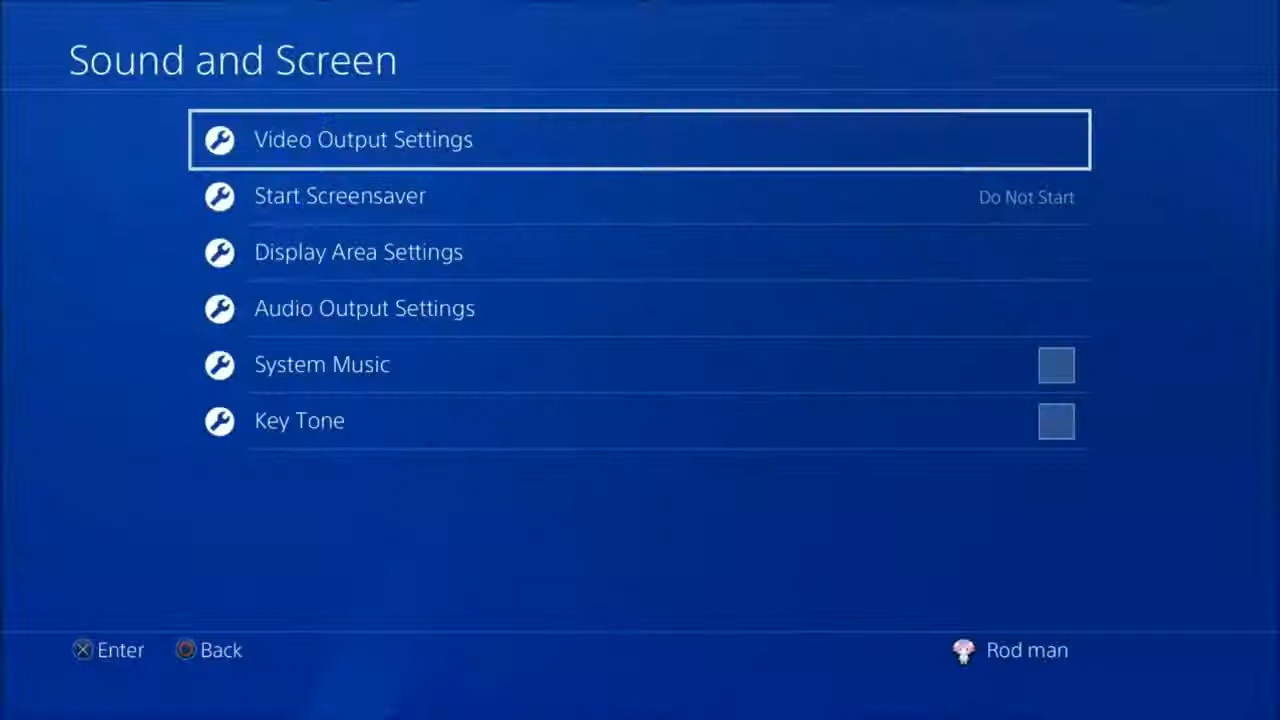 Sound and Screen
Video Output Settings
Start Screensaver Do Not Start
Display Area Settings
Audio Output Settings
System Music
Key Tone
Enter Back Rod man